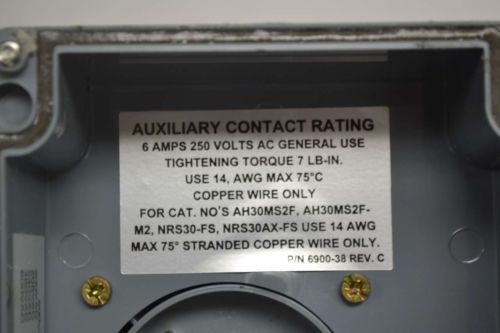 AUXILIARY CONTACT RATING
6 AMPS 250 VOLTS AC GENERAL USE
TIGHTENING TORQUE 7 LB-IN.
USE 14, AWG MAX 75°C
COPPER WIRE ONLY
FOR CAT. NO'S AH30MS2F, AH30MS2F-
M2, NRS30-FS, NRS30AX-FS USE 14 AWG
MAX 75° STRANDED COPPER WIRE ONLY.
P/N 6900-38 REV. C